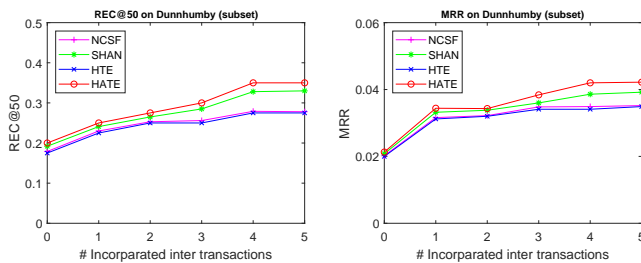 REC@50 on Dunnhumby (subset)
0.5
0.4
0.3
0.2
0.1
0
REC@50
NCSF
SHAN
HTE
HATE
0 1 2 3 4 5
# Incorparated inter transactions
MRR on Dunnhumby (subset)
0.06
0.04
0.02
0
MRR
NCSF
SHAN
HTE
HATE
0 1 2 3 4 5
# Incorparated inter transactions